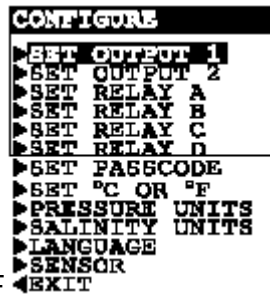 CONFIGURE
▶SET OUTPUT 1
▶SET OUTPUT 2
▶SET RELAY A
▶SET RELAY B
▶SET RELAY C
▶SET RELAY D
▶SET PASSCODE
▶SET °C OR °F
▶PRESSURE UNITS
▶SALINITY UNITS
▶LANGUAGE
▶SENSOR
F ◀EXIT